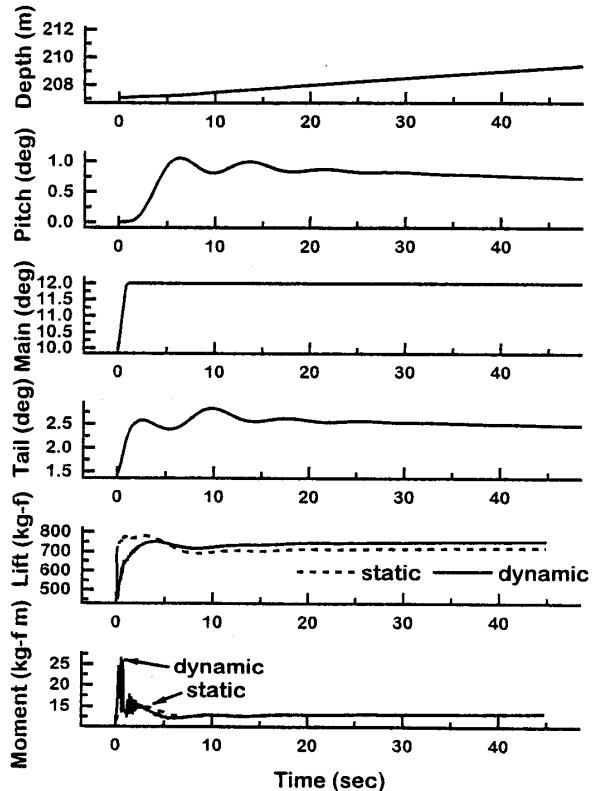 Depth (m)
212
210
208
0 10 20 30 40
Pitch (deg)
1.0
0.5
0.0
0 10 20 30 40
Main (deg)
12.0
11.5
11.0
10.5
10.0
0 10 20 30 40
Tail (deg)
2.5
2.0
1.5
0 10 20 30 40
Lift (kg-f)
800
700
600
500
static dynamic
0 10 20 30 40
Moment (kg-f m)
25
20
15
dynamic
static
0 10 20 30 40
Time (sec)